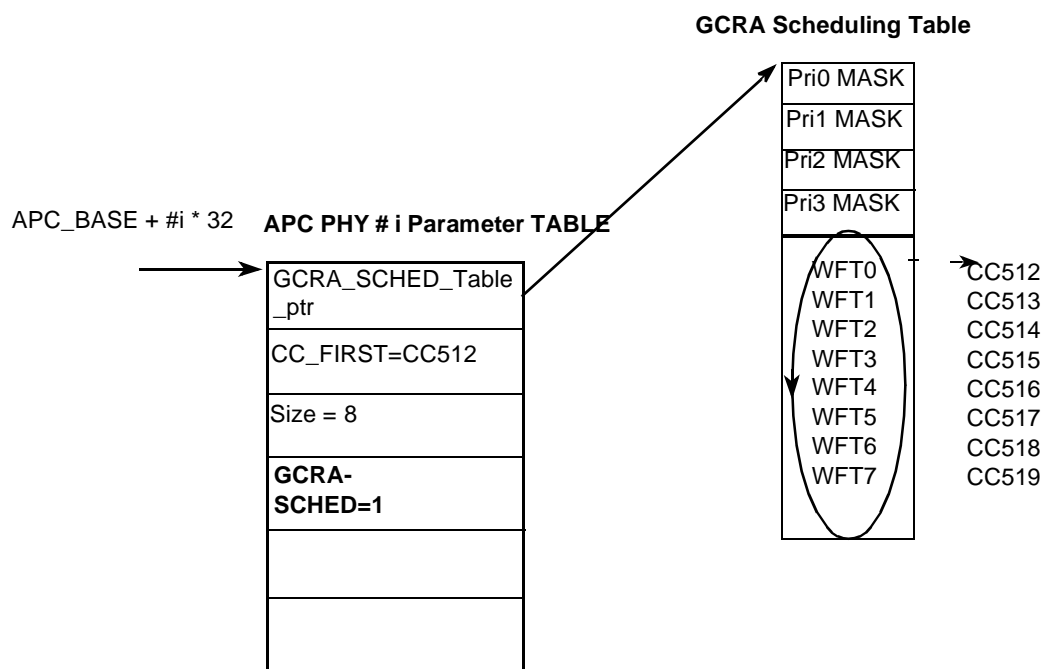 GCRA Scheduling Table
Pri0 MASK
Pri1 MASK
Pri2 MASK
Pri3 MASK
APC_BASE + #i * 32
APC PHY # i Parameter TABLE
GCRA_SCHED_Table
_ptr
CC_FIRST=CC512
Size = 8
GCRA-
SCHED=1
WFT0 CC512
WFT1 CC513
WFT2 CC514
WFT3 CC515
WFT4 CC516
WFT5 CC517
WFT6 CC518
WFT7 CC519